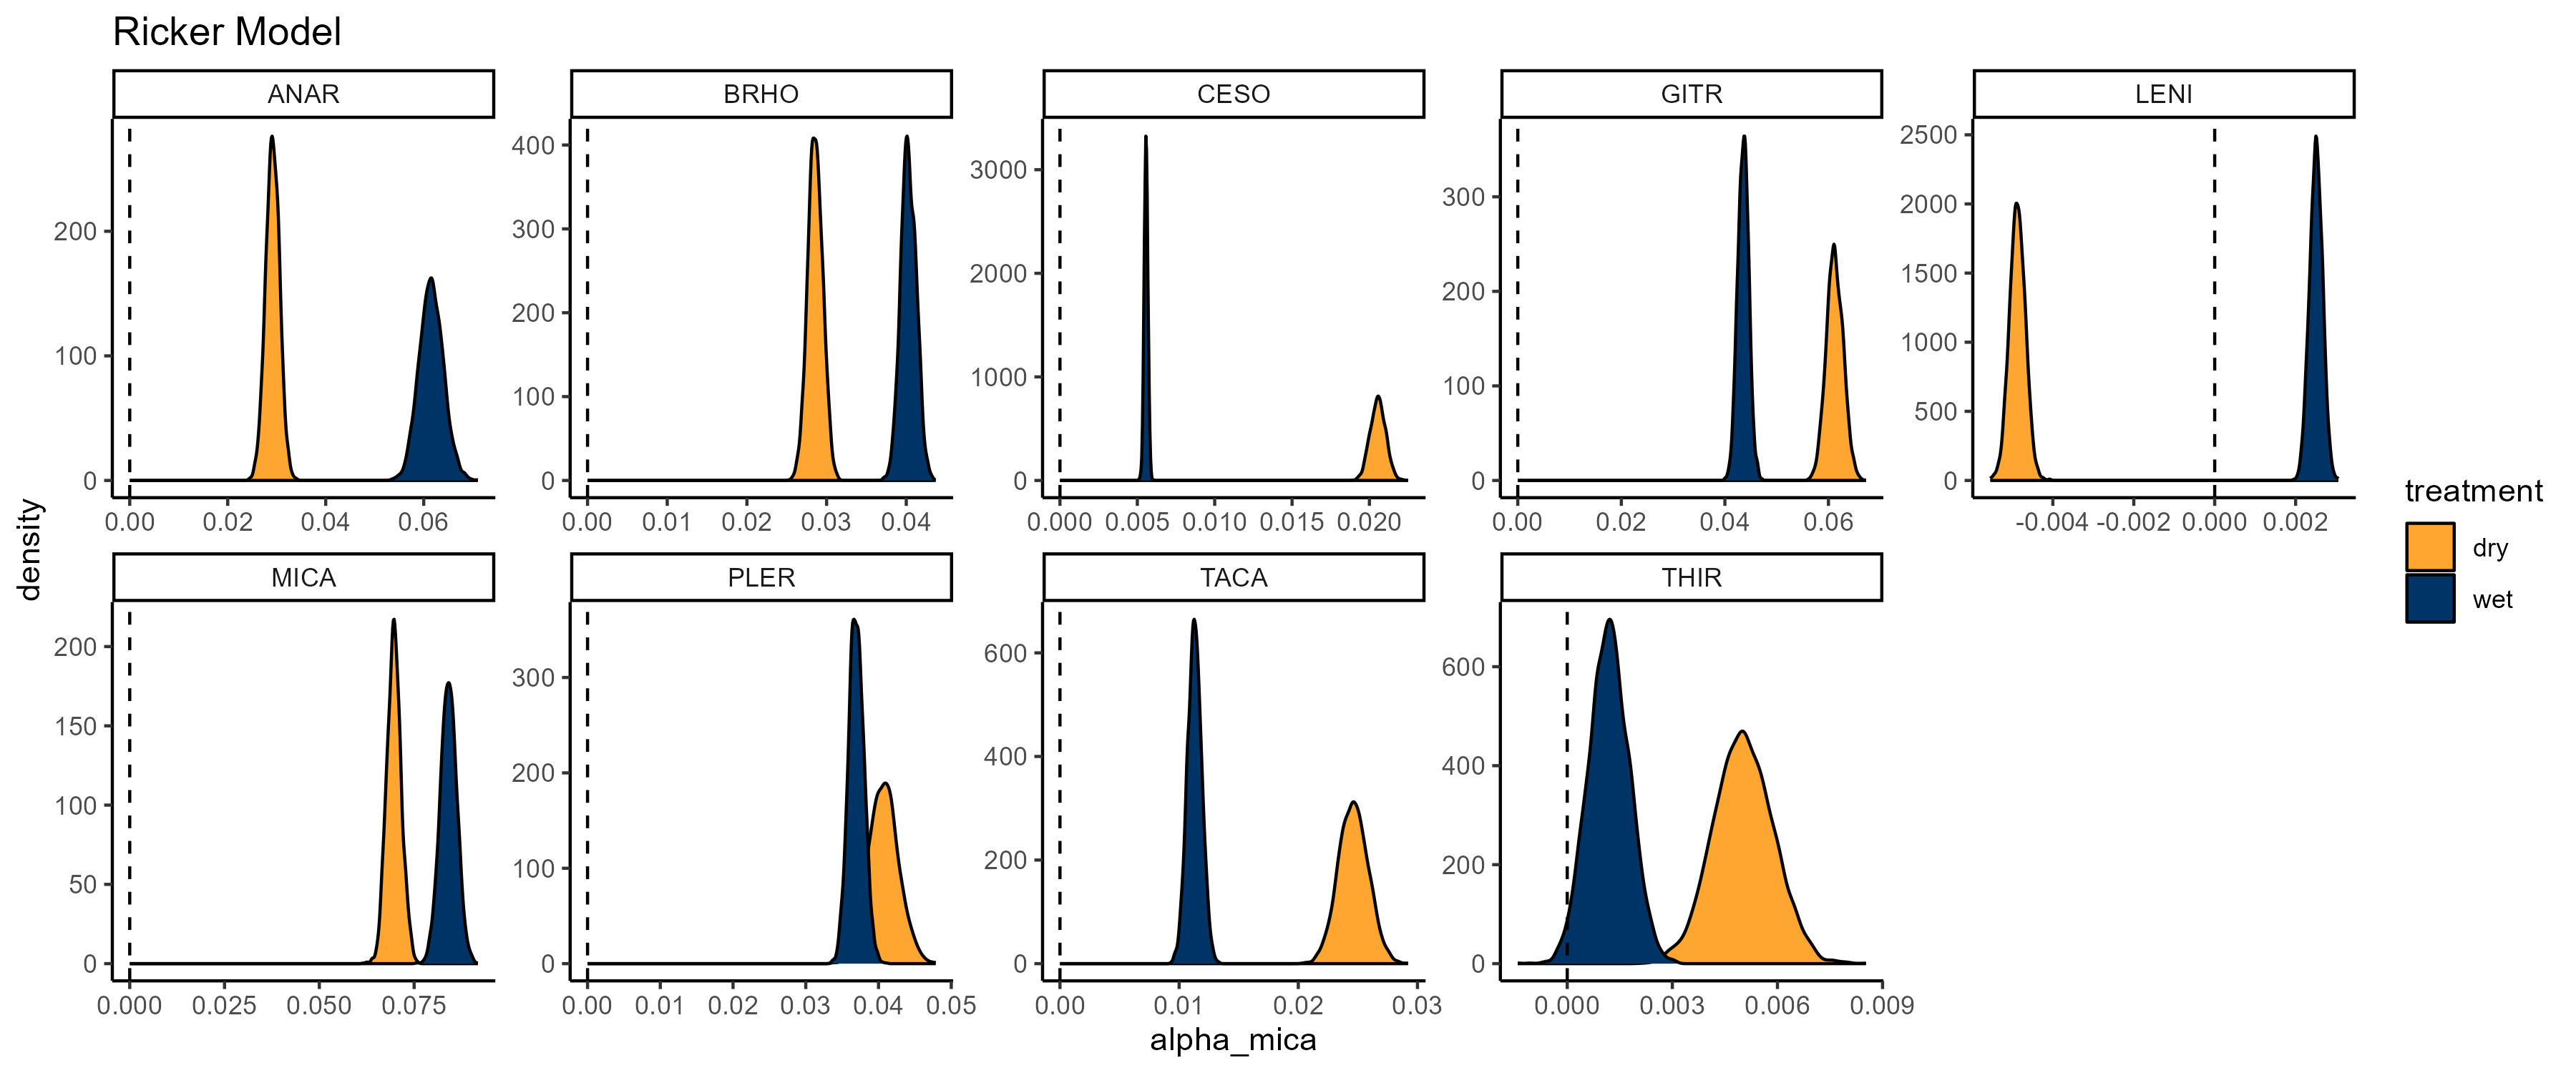 Ricker Model
ANAR BRHO CESO GITR LENI
200
100
0
0.00 0.02 0.04 0.06
400
300
200
100
0
0.00 0.01 0.02 0.03 0.04
3000
2000
1000
0
0.0000 0.005 0.010 0.015 0.020
300
200
100
0
0.00 0.02 0.04 0.06
2500
2000
1500
1000
500
0
-0.004 -0.002 0.000 0.002
MICA PLER TACA THIR
200
150
100
50
0
0.000 0.025 0.050 0.075
300
200
100
0
0.00 0.01 0.02 0.03 0.04 0.05
600
400
200
0
0.00 0.01 0.02 0.03
600
400
200
0
0.000 0.003 0.006 0.009
density
alpha_mica
treatment
dry
wet